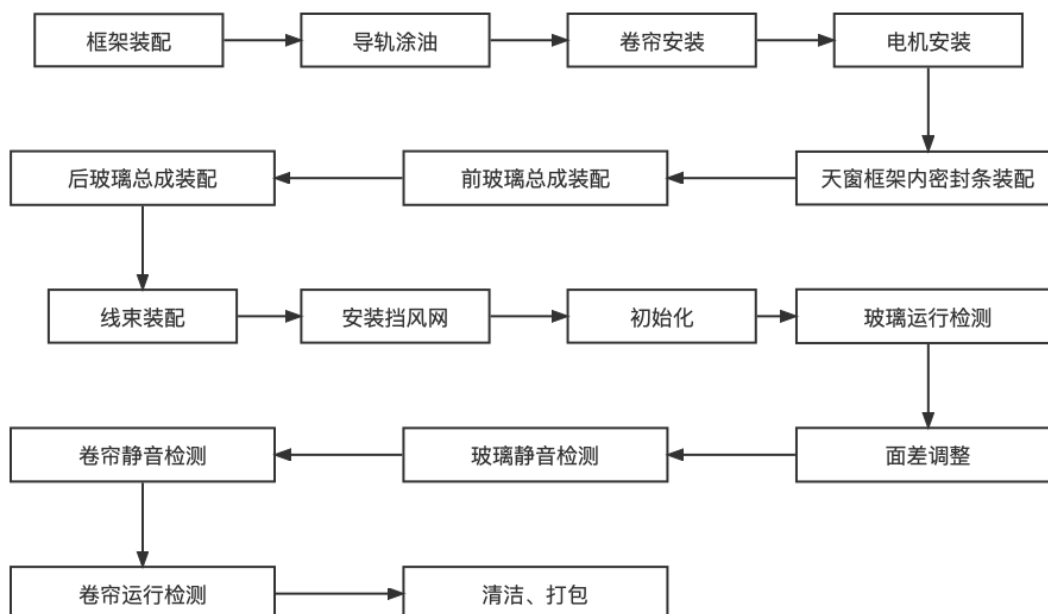 框架装配
导轨涂油
卷帘安装
电机安装
后玻璃总成装配
前玻璃总成装配
天窗框架内密封条装配
线束装配
安装挡风网
初始化
玻璃运行检测
卷帘静音检测
玻璃静音检测
面差调整
卷帘运行检测
清洁、打包